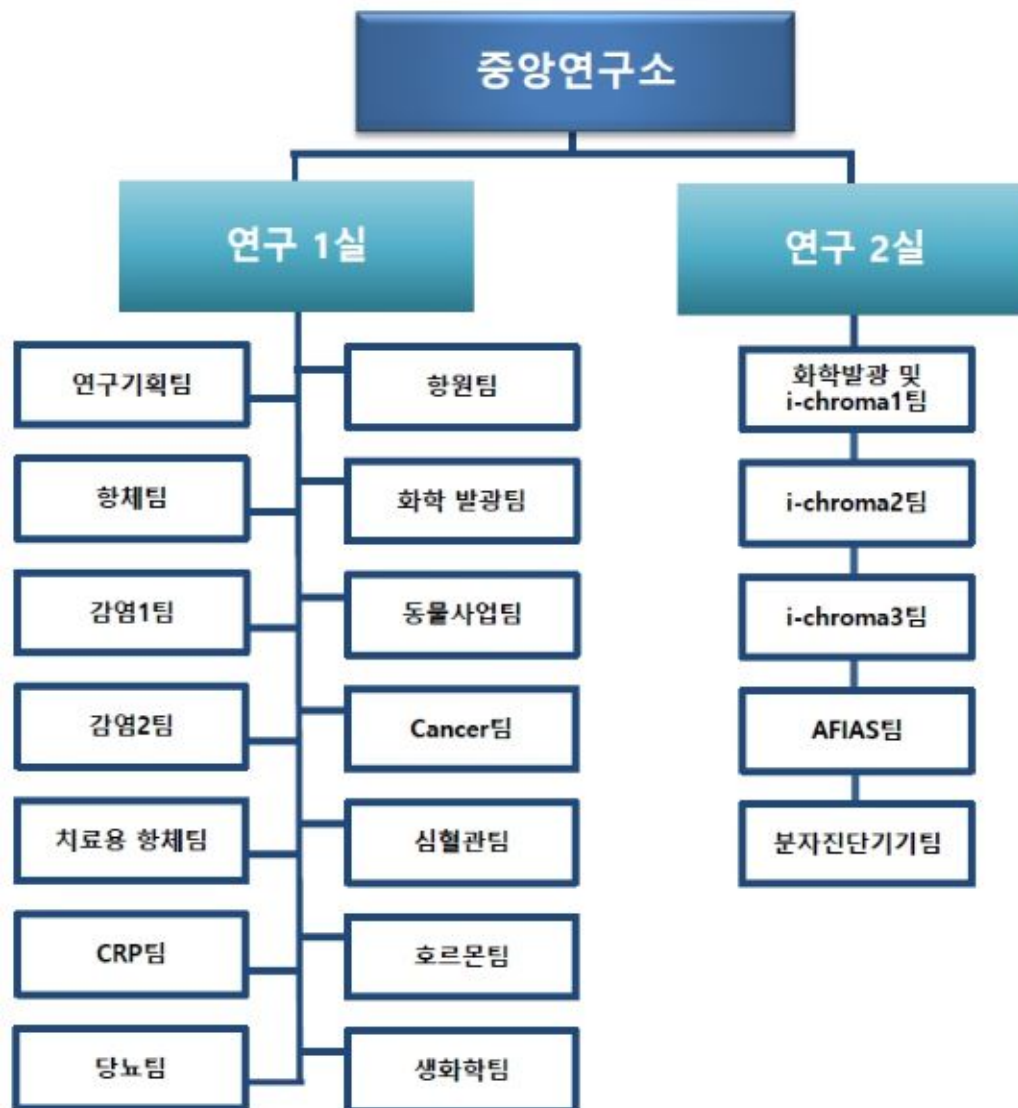 중앙연구소
연구 1실
연구 2실
연구기획팀
항원팀
항체팀
화학 발광팀
감염1팀
동물사업팀
감염2팀
Cancer팀
치료용 항체팀
심혈관팀
CRP팀
호르몬팀
당뇨팀
생화학팀
화학발광 및
i-chroma1팀
i-chroma2팀
i-chroma3팀
AFIAS팀
분자진단기기팀